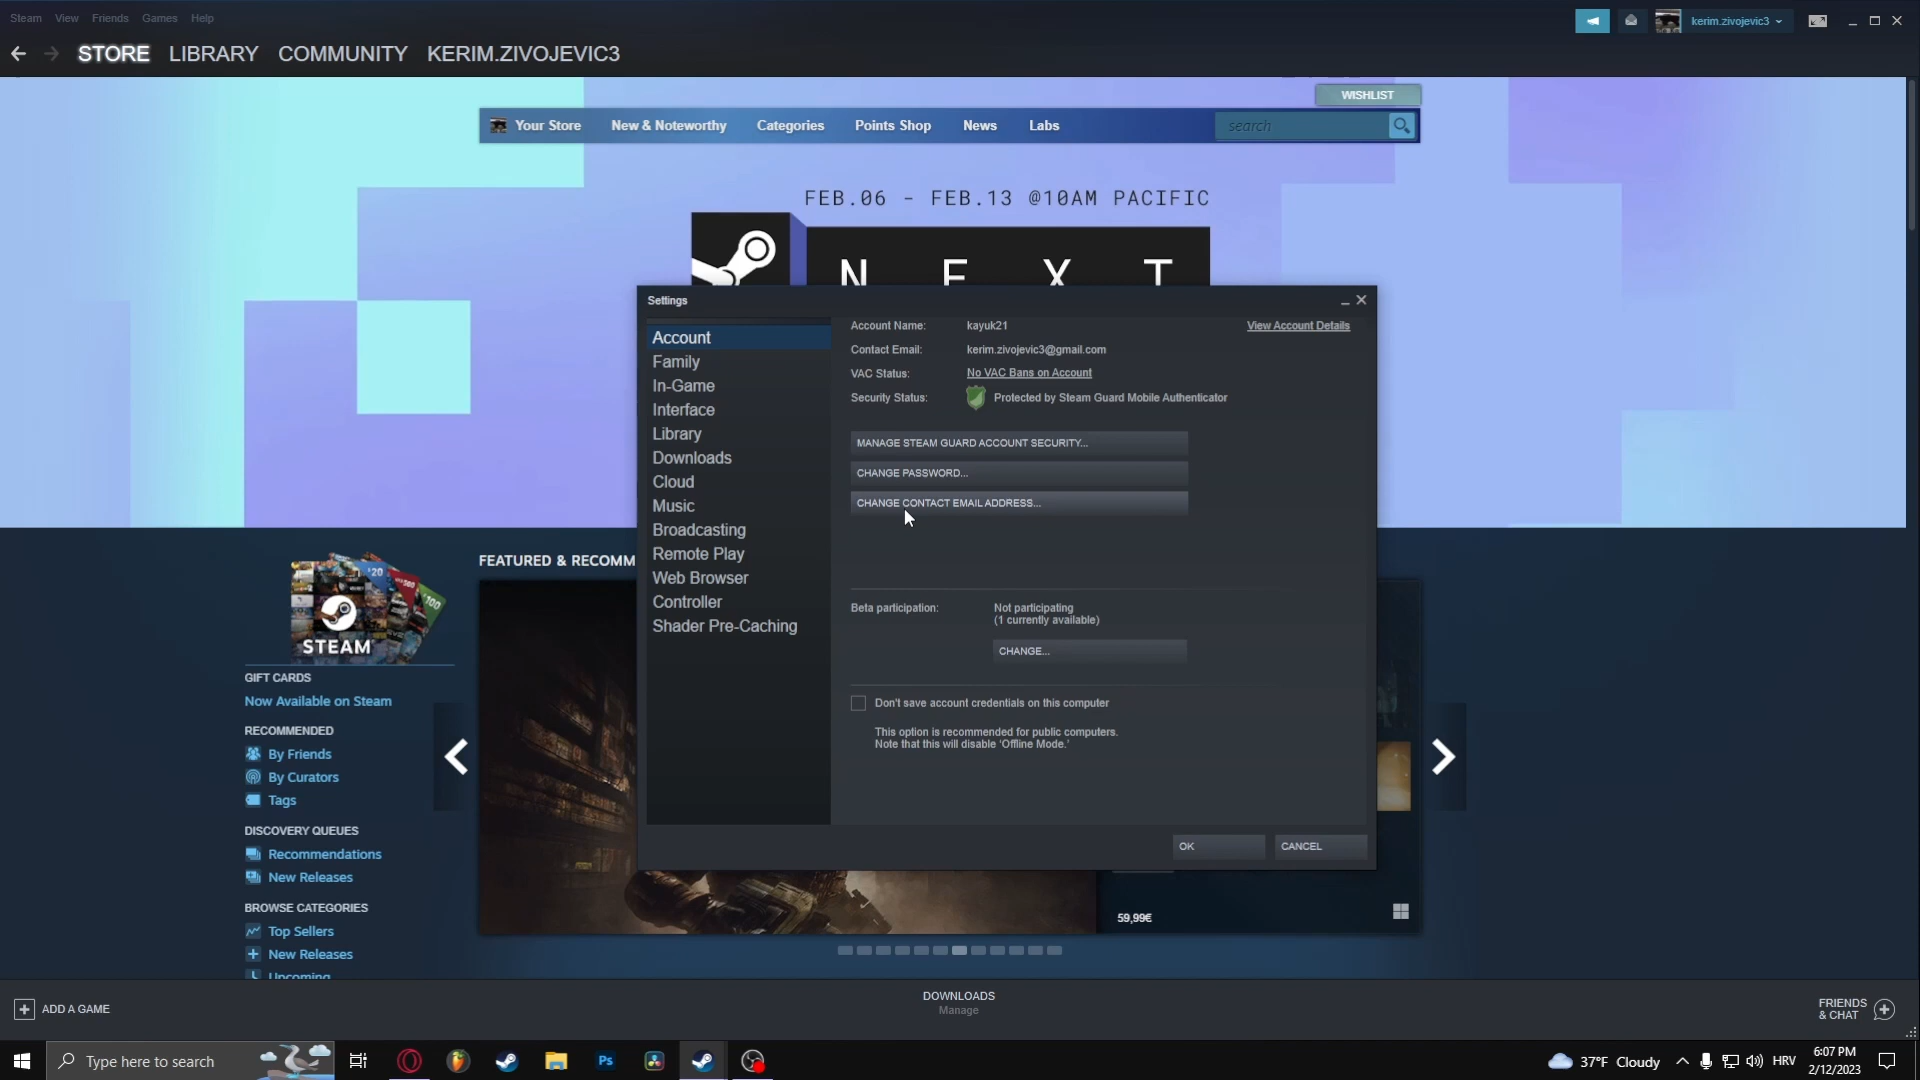 Steam View Friends Games Help
kerim.zivojevic3
STORE LIBRARY COMMUNITY KERIM.ZIVOJEVIC3
WISHLIST
Your Store New & Noteworthy Categories Points Shop News Labs search
FEB.06 - FEB.13 @10AM PACIFIC
NEXT
Settings
Account
Family
In-Game
Interface
Library
Downloads
Cloud
Music
Broadcasting
Remote Play
Web Browser
Controller
Shader Pre-Caching
Account Name: kayuk21 View Account Details
Contact Email: kerim.zivojevic3@gmail.com
VAC Status: No VAC Bans on Account
Security Status: Protected by Steam Guard Mobile Authenticator
MANAGE STEAM GUARD ACCOUNT SECURITY...
CHANGE PASSWORD...
CHANGE CONTACT EMAIL ADDRESS...
Beta participation: Not participating
(1 currently available)
CHANGE...
Don't save account credentials on this computer
This option is recommended for public computers.
Note that this will disable 'Offline Mode.'
OK CANCEL
FEATURED & RECOMM
$20
$100
STEAM
GIFT CARDS
Now Available on Steam
RECOMMENDED
By Friends
By Curators
Tags
DISCOVERY QUEUES
Recommendations
New Releases
BROWSE CATEGORIES
Top Sellers
New Releases
Upcoming
59,99€
ADD A GAME
DOWNLOADS
Manage
FRIENDS
& CHAT
Type here to search
Ps
37°F Cloudy
HRV
6:07 PM
2/12/2023